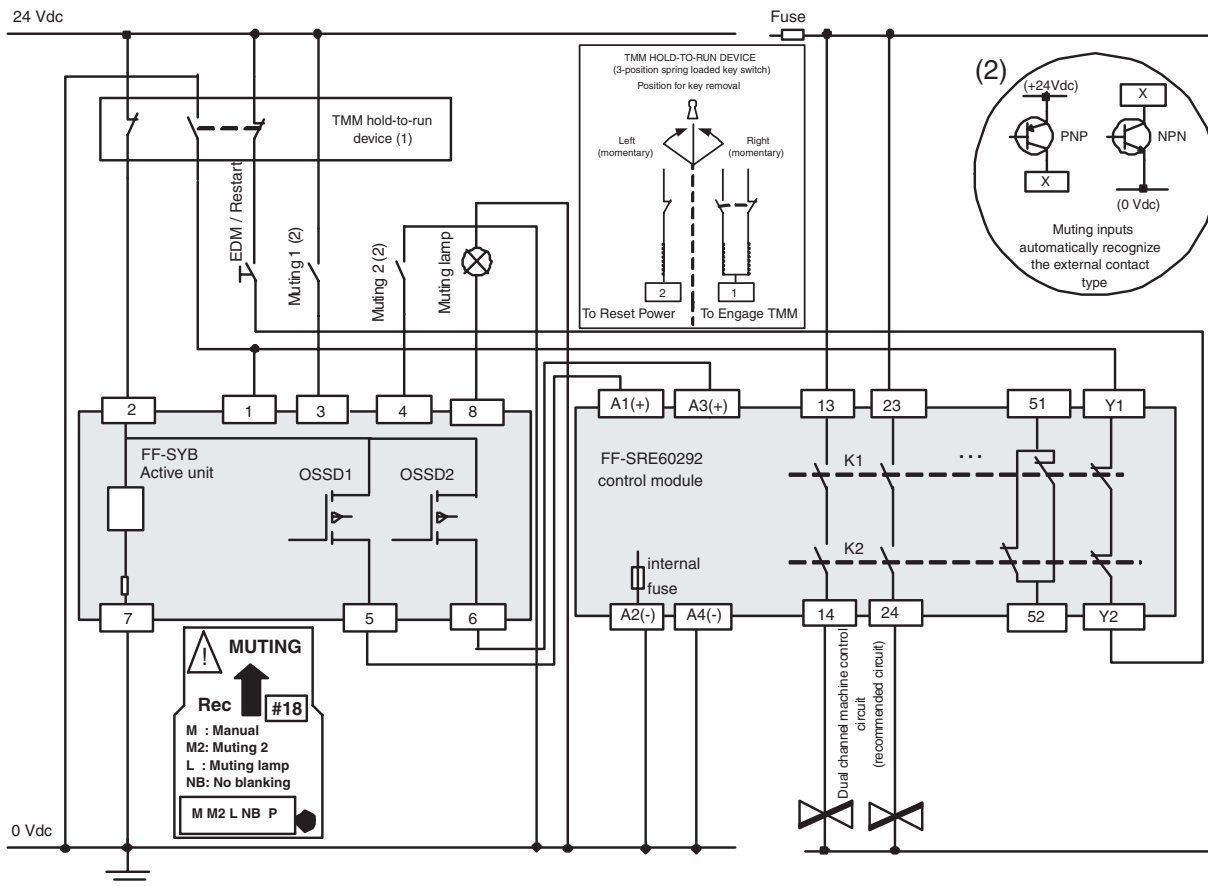 24 Vdc
Fuse
TMM HOLD-TO-RUN DEVICE
(3-position spring loaded key switch)
Position for key removal
Left
(momentary)
Right
(momentary)
2
1
To Reset Power
To Engage TMM
(2)
(+24Vdc)
X
PNP
NPN
X
(0 Vdc)
Muting inputs
automatically recognize
the external contact
type
TMM hold-to-run
device (1)
EDM / Restart
Muting 1 (2)
Muting 2 (2)
Muting lamp
2
1
3
4
8
FF-SYB
Active unit
OSSD1
OSSD2
7
5
6
A1(+)
A3(+)
13
23
51
Y1
FF-SRE60292
control module
K1
...
K2
internal
fuse
A2(-)
A4(-)
14
24
52
Y2
Dual channel machine control
circuit
(recommended circuit)
! MUTING
Rec #18
M : Manual
M2: Muting 2
L : Muting lamp
NB: No blanking
M M2 L NB P
0 Vdc